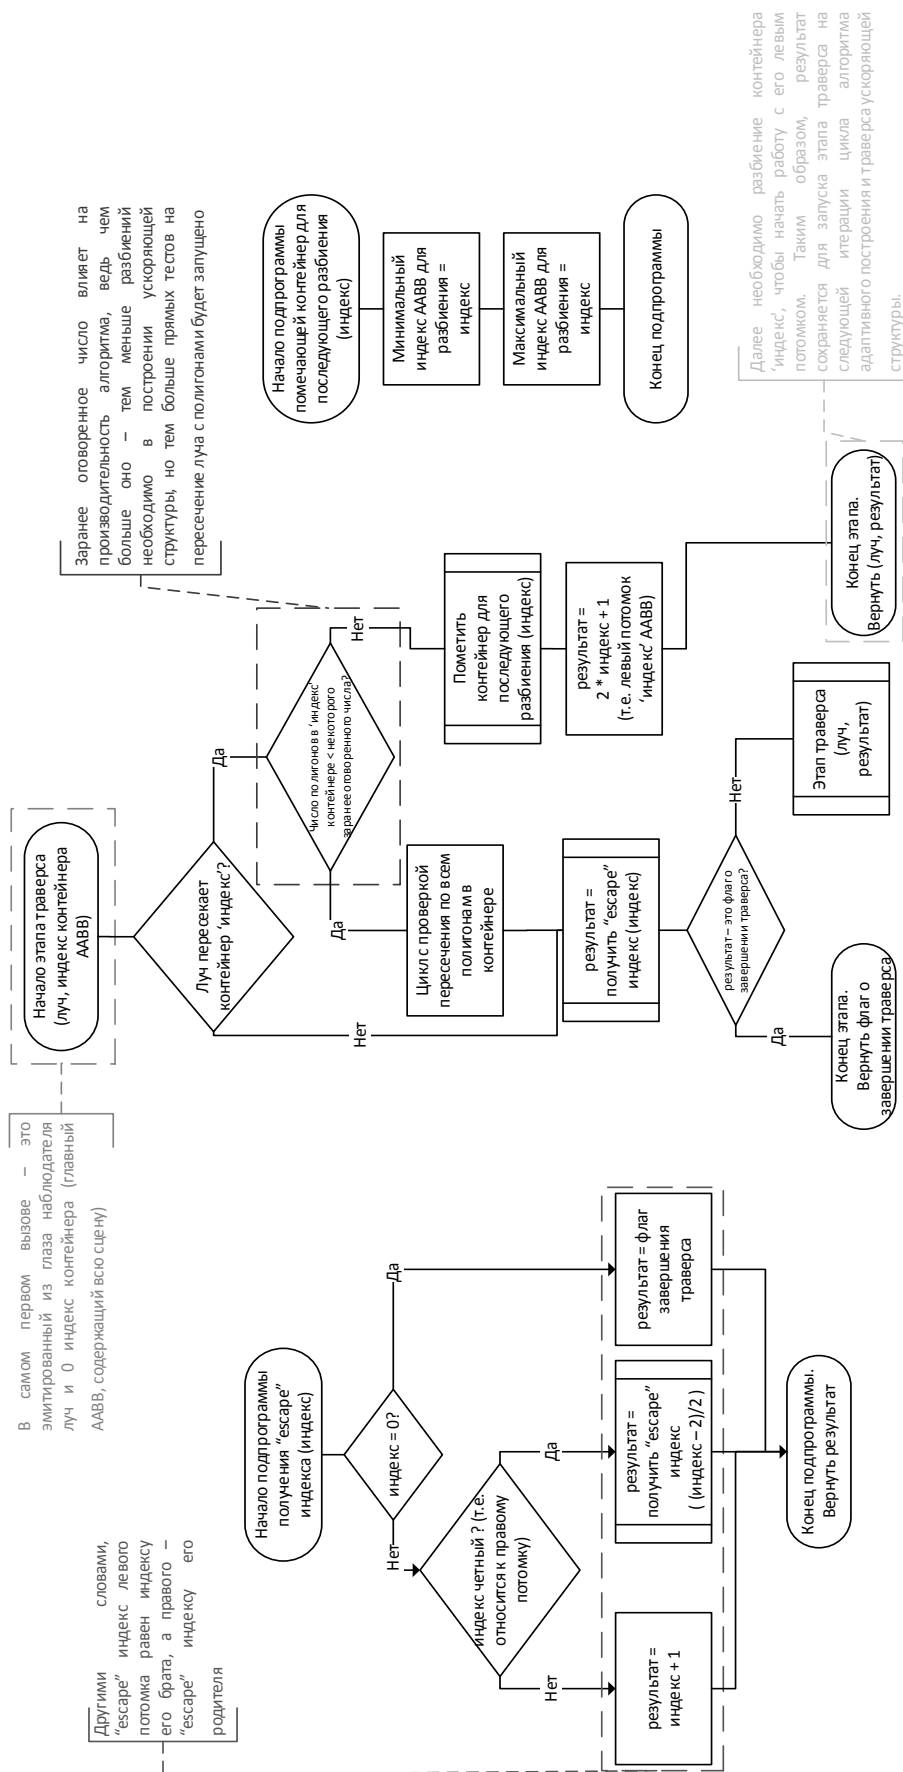 Другими словами,
“escape” индекс левого
потомка равен индексу
его брата, а правого –
“escape” индексу его
родителя
Начало подпрограммы
получения “escape”
индекса (индекс)
индекс = 0?
Нет
Да
индекс четный ? (т.е.
относится к правому
потомку)
Нет
Да
результат =
индекс + 1
результат =
получить “escape”
индекс
( (индекс – 2)/2 )
результат = флаг
завершения
траверса
Конец подпрограммы.
Вернуть результат
В самом первом вызове – это
эмитированный из глаза наблюдателя
луч и 0 индекс контейнера (главный
AABB, содержащий всю сцену)
Начало этапа траверса
(луч, индекс контейнера
AABB)
Луч пересекает
контейнер ‘индекс’?
Нет
Да
Число полигонов в ‘индекс’
контейнере < некоторого
заранее оговоренного числа?
Да
Нет
Цикл с проверкой
пересечения по всем
полигонам в
контейнере
Пометить
контейнер для
последующего
разбиения (индекс)
результат =
2 * индекс + 1
(т.е. левый потомок
‘индекс’ AABB)
результат =
получить “escape”
индекс (индекс)
результат – это флаг о
завершении траверса?
Да
Нет
Конец этапа.
Вернуть флаг о
завершении траверса
Этап траверса
(луч,
результат)
Конец этапа.
Вернуть (луч, результат)
Заранее оговоренное число влияет на
производительность алгоритма, ведь чем
больше оно – тем меньше разбиений
необходимо в построении ускоряющей
структуры, но тем больше прямых тестов на
пересечение луча с полигонами будет запущено
Начало подпрограммы
помечающей контейнер для
последующего разбиения
(индекс)
Минимальный
индекс AABB для
разбиения =
индекс
Максимальный
индекс AABB для
разбиения =
индекс
Конец подпрограммы
Далее необходимо разбиение контейнера
‘индекс’, чтобы начать работу с его левым
потомком. Таким образом, результат
сохраняется для запуска этапа траверса на
следующей итерации цикла алгоритма
адаптивного построения и траверса ускоряющей
структуры.